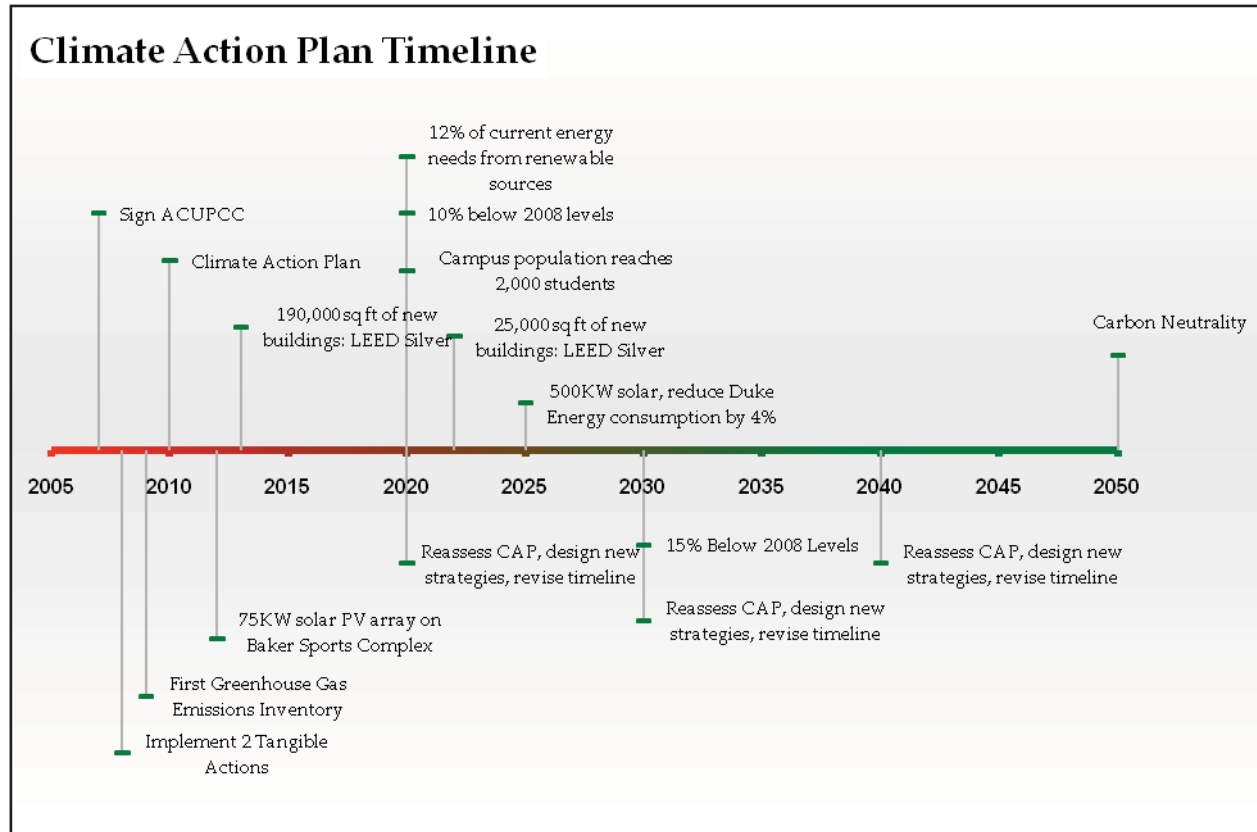 Climate Action Plan Timeline
12% of current energy
needs from renewable
sources
Sign ACUPCC
10% below 2008 levels
Climate Action Plan
Campus population reaches
2,000 students
190,000 sq ft of new
buildings: LEED Silver
25,000 sq ft of new
buildings: LEED Silver
Carbon Neutrality
500KW solar, reduce Duke
Energy consumption by 4%
2005 2010 2015 2020 2025 2030 2035 2040 2045 2050
Reassess CAP, design new
strategies, revise timeline
15% Below 2008 Levels
Reassess CAP, design new
strategies, revise timeline
Reassess CAP, design new
strategies, revise timeline
75KW solar PV array on
Baker Sports Complex
First Greenhouse Gas
Emissions Inventory
Implement 2 Tangible
Actions